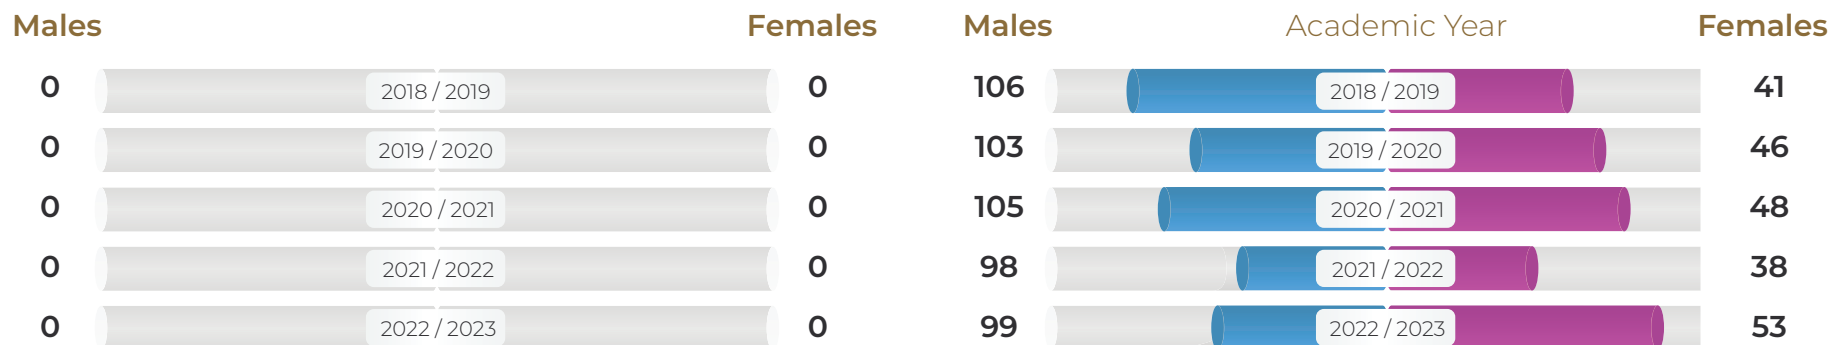 Males Females Males Academic Year Females
0 2018 / 2019 0 106 2018 / 2019 41
0 2019 / 2020 0 103 2019 / 2020 46
0 2020 / 2021 0 105 2020 / 2021 48
0 2021 / 2022 0 98 2021 / 2022 38
0 2022 / 2023 0 99 2022 / 2023 53